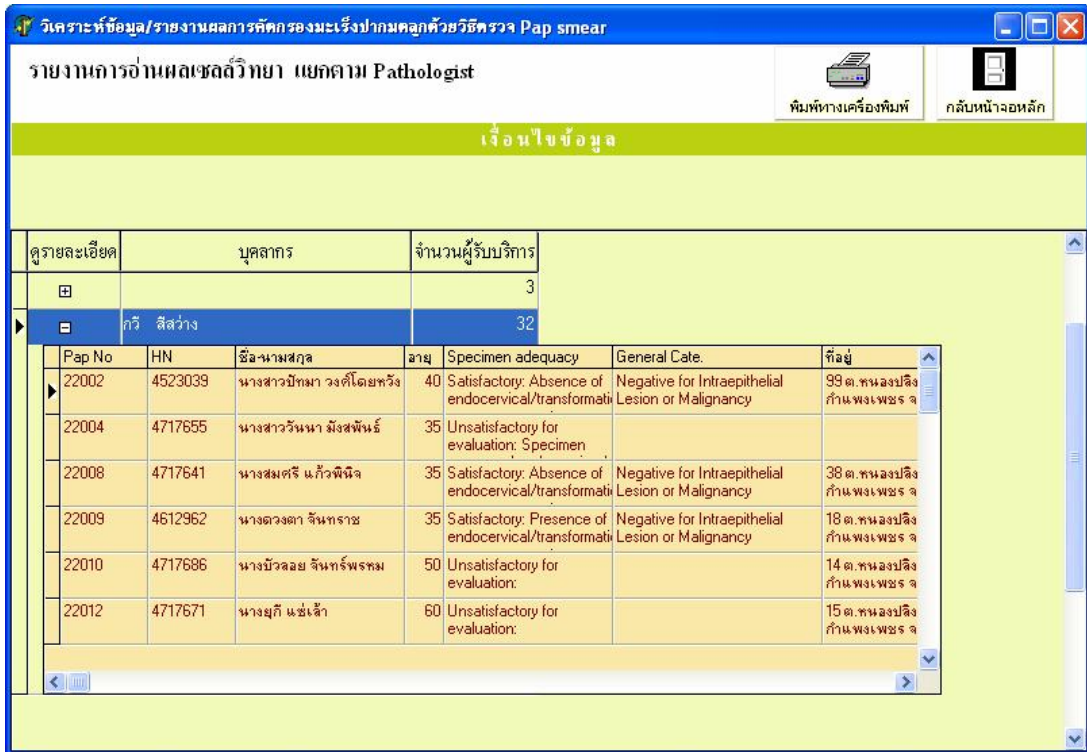 วิเคราะห์ข้อมูล/รายงานผลการคัดกรองมะเร็งปากมดลูกด้วยวิธีตรวจ Pap smear
รายงานการอ่านผลเซลล์วิทยา แยกตาม Pathologist
พิมพ์ทางเครื่องพิมพ์ กลับหน้าจอหลัก
เงื่อนไขข้อมูล
ดูรายละเอียด บุคลากร จำนวนผู้รับบริการ
3
กวี สีสว่าง 32
Pap No HN ชื่อ-นามสกุล อายุ Specimen adequacy General Cate. ที่อยู่
22002 4523039 นางสาวปัทมา วงศ์โดยหวัง 40 Satisfactory: Absence of Negative for Intraepithelial 99 ต.หนองปลิง
endocervical/transformati Lesion or Malignancy กำแพงเพชร จ
22004 4717655 นางสาววันนา มังสพันธ์ 35 Unsatisfactory for
evaluation: Specimen
22008 4717641 นางสมศรี แก้วพินิจ 35 Satisfactory: Absence of Negative for Intraepithelial 38 ต.หนองปลิง
endocervical/transformati Lesion or Malignancy กำแพงเพชร จ
22009 4612962 นางดวงตา จันทราช 35 Satisfactory: Presence of Negative for Intraepithelial 18 ต.หนองปลิง
endocervical/transformati Lesion or Malignancy กำแพงเพชร จ
22010 4717686 นางบัวลอย จันทร์พรหม 50 Unsatisfactory for 14 ต.หนองปลิง
evaluation: กำแพงเพชร จ
22012 4717671 นางยุกี แซ่เล้า 60 Unsatisfactory for 15 ต.หนองปลิง
evaluation: กำแพงเพชร จ